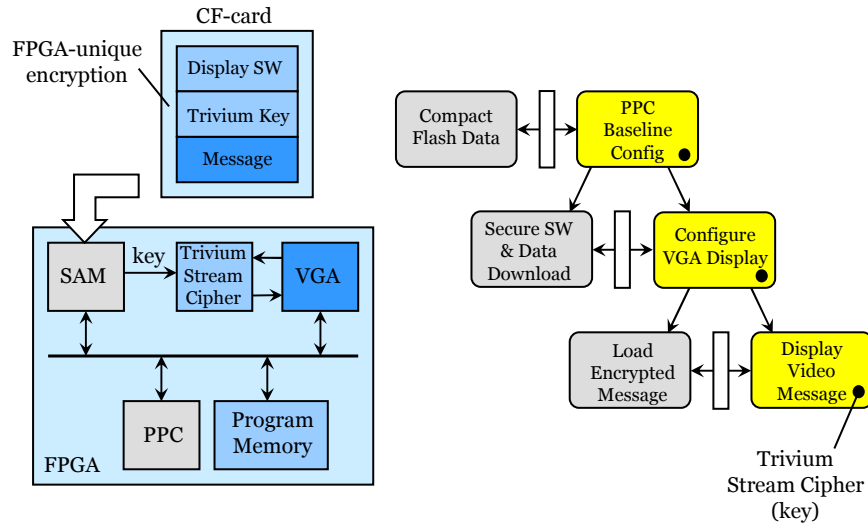 CF-card
FPGA-unique
encryption
Display SW
Trivium Key
Message
SAM
key
Trivium
Stream
Cipher
VGA
PPC
Program
Memory
FPGA
Compact
Flash Data
PPC
Baseline
Config
Secure SW
& Data
Download
Configure
VGA Display
Load
Encrypted
Message
Display
Video
Message
Trivium
Stream Cipher
(key)